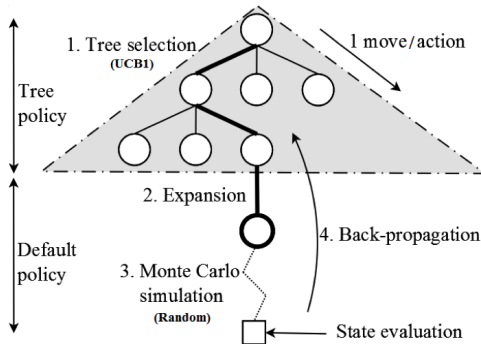 1. Tree selection
(UCB1)
1 move/action
Tree
policy
2. Expansion
Default
policy
3. Monte Carlo
simulation
(Random)
4. Back-propagation
State evaluation